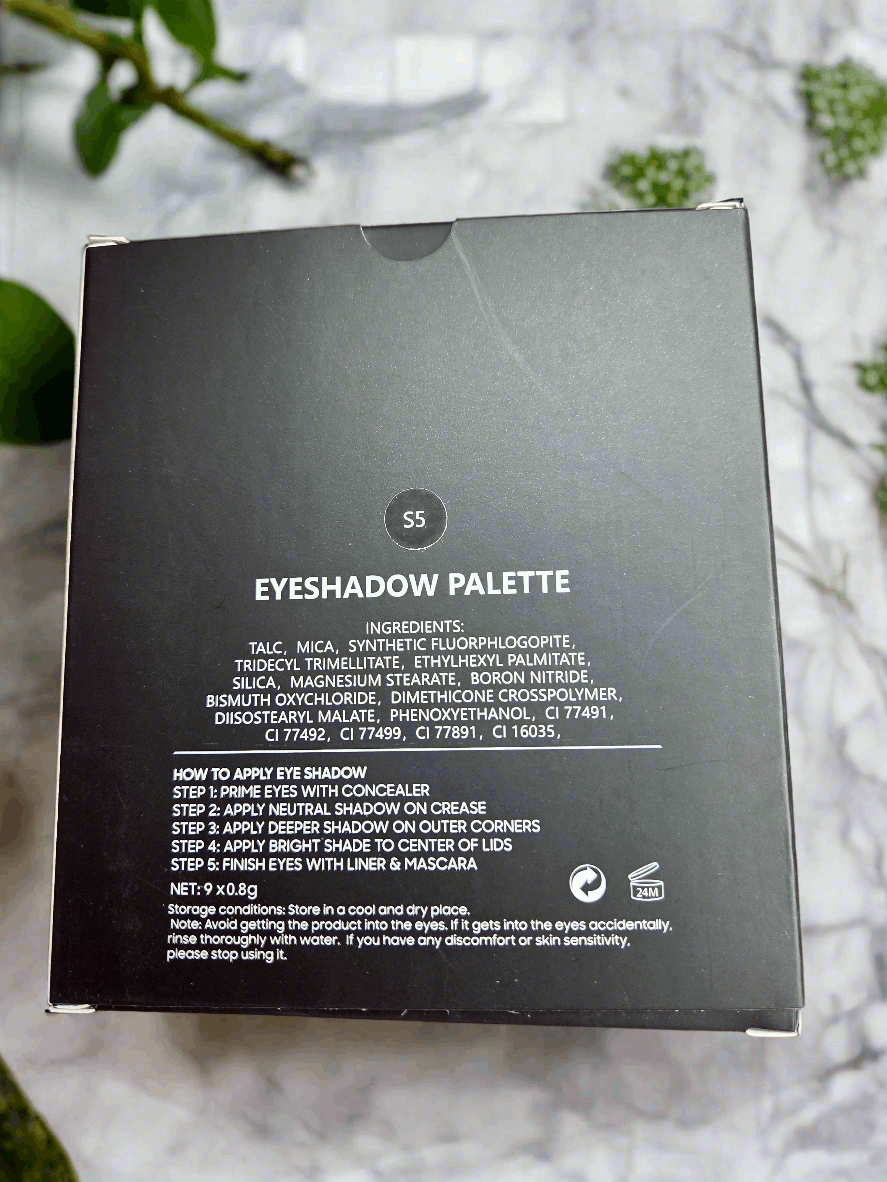 S5
EYESHADOW PALETTE
INGREDIENTS:
TALC, MICA, SYNTHETIC FLUORPHLOGOPITE,
TRIDECYL TRIMELLITATE, ETHYLHEXYL PALMITATE,
SILICA, MAGNESIUM STEARATE, BORON NITRIDE,
BISMUTH OXYCHLORIDE, DIMETHICONE CROSSPOLYMER,
DIISOSTEARYL MALATE, PHENOXYETHANOL, CI 77491,
CI 77492, CI 77499, CI 77891, CI 16035,
HOW TO APPLY EYE SHADOW
STEP 1: PRIME EYES WITH CONCEALER
STEP 2: APPLY NEUTRAL SHADOW ON CREASE
STEP 3: APPLY DEEPER SHADOW ON OUTER CORNERS
STEP 4: APPLY BRIGHT SHADE TO CENTER OF LIDS
STEP 5: FINISH EYES WITH LINER & MASCARA
NET: 9 x0.8g
24M
Storage conditions: Store in a cool and dry place.
Note: Avoid getting the product into the eyes. If it gets into the eyes accidentally,
rinse thoroughly with water. If you have any discomfort or skin sensitivity,
please stop using it.